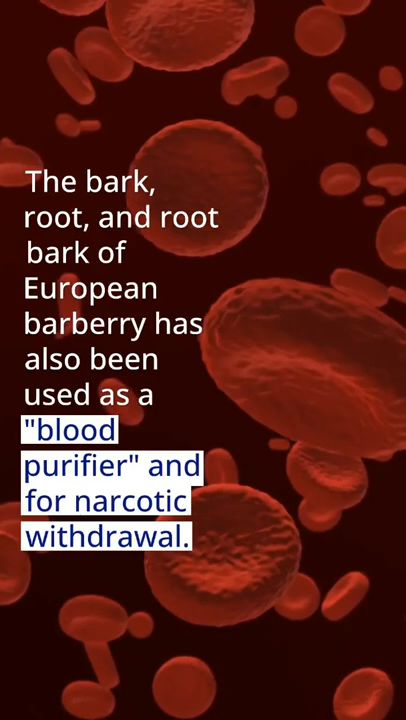 The bark,
root, and root
bark of
European
barberry has
also been
used as a
"blood
purifier" and
for narcotic
withdrawal.